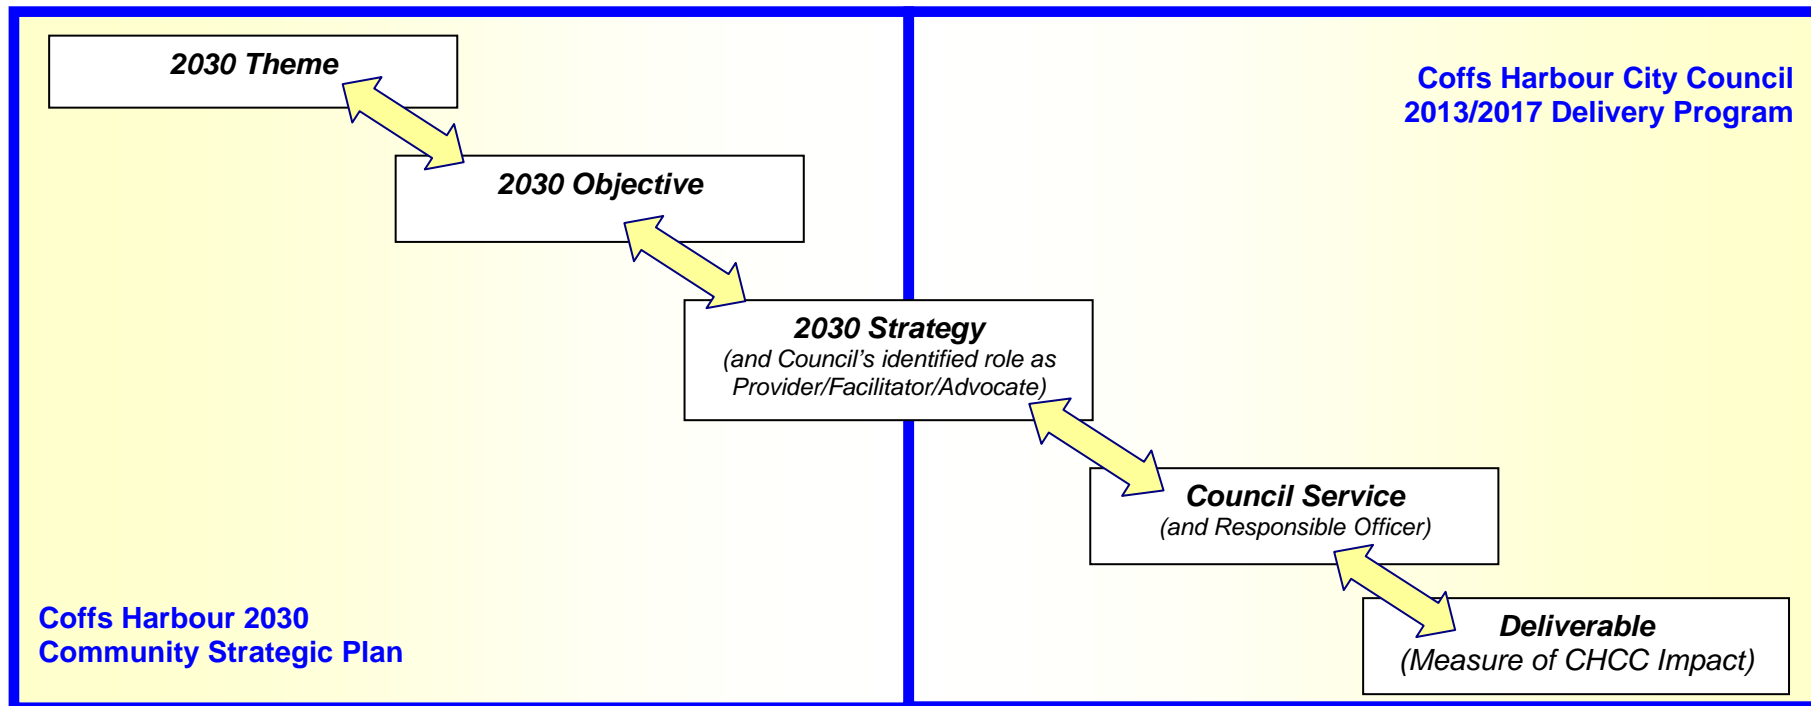 2030 Theme
Coffs Harbour City Council
2013/2017 Delivery Program
2030 Objective
2030 Strategy
(and Council's identified role as
Provider/Facilitator/Advocate)
Council Service
(and Responsible Officer)
Coffs Harbour 2030
Community Strategic Plan
Deliverable
(Measure of CHCC Impact)